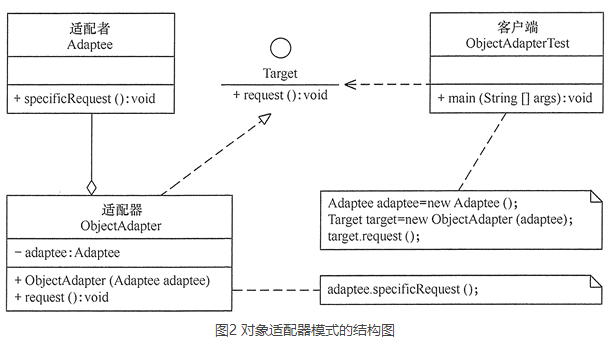 适配者
Adaptee
+ specificRequest ():void
Target
+ request ():void
客户端
ObjectAdapterTest
+ main (String [] args):void
适配器
ObjectAdapter
− adaptee:Adaptee
+ ObjectAdapter (Adaptee adaptee)
+ request ():void
Adaptee adaptee=new Adaptee ();
Target target=new ObjectAdapter (adaptee);
target.request ();
adaptee.specificRequest ();
图2 对象适配器模式的结构图